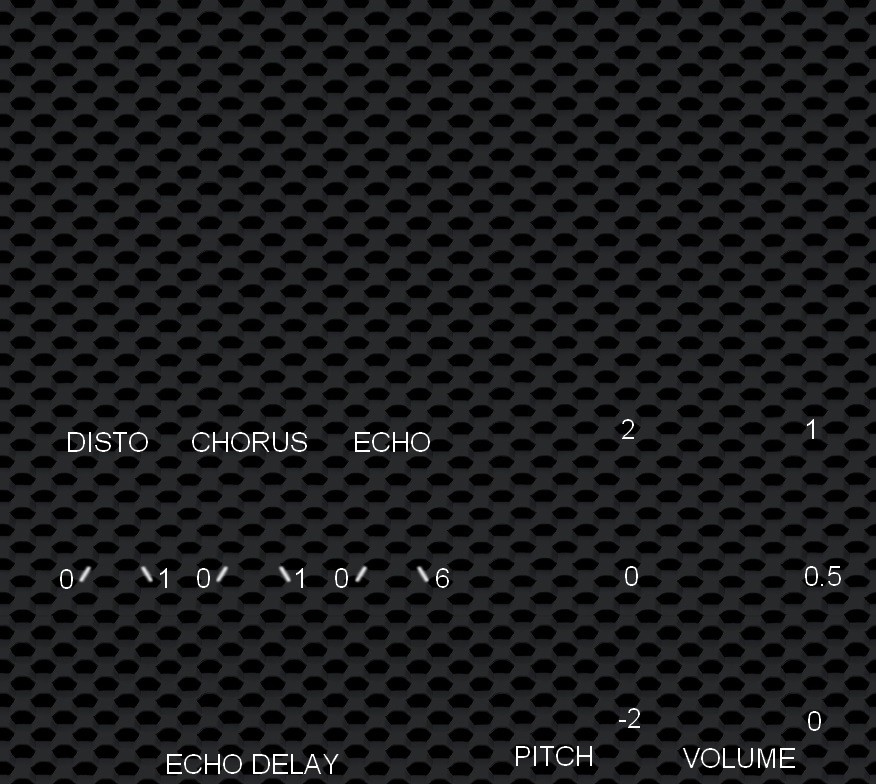 2 1
DISTO CHORUS ECHO
0 1 0 1 0 6 0 0.5
-2 0
PITCH VOLUME
ECHO DELAY